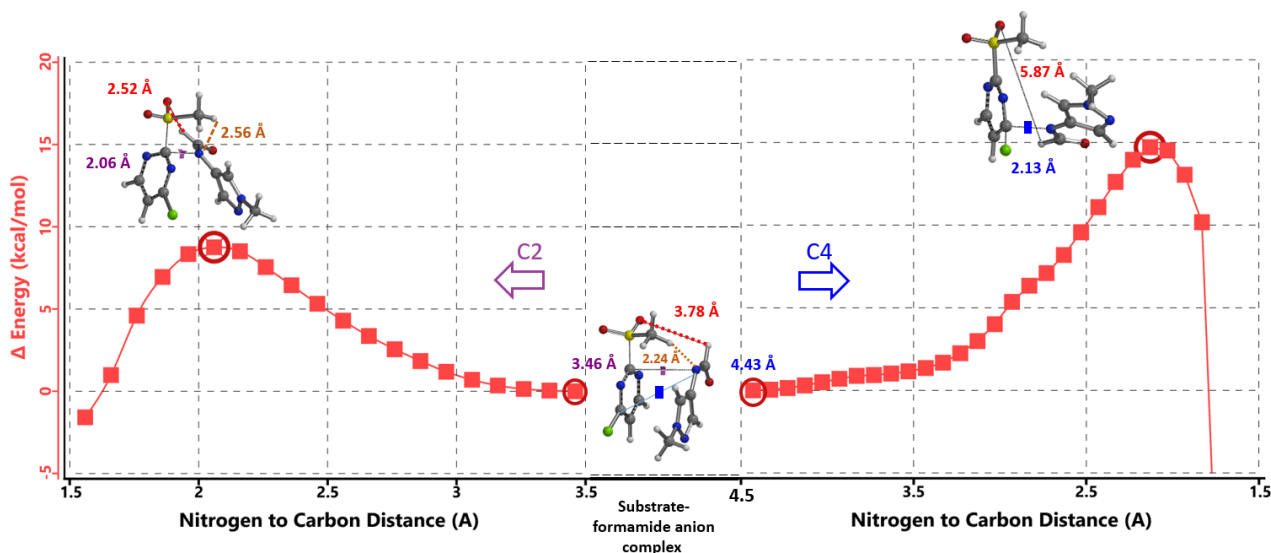 20
15
10
5
0
-5
Δ Energy (kcal/mol)
2.52 Å
2.56 Å
2.06 Å
C2
C4
5.87 Å
2.13 Å
3.78 Å
3.46 Å
2.24 Å
4.43 Å
1.5 2 2.5 3 3.5
4.5 3.5 2.5 1.5
Nitrogen to Carbon Distance (A)
Substrate-
formamide anion
complex
Nitrogen to Carbon Distance (A)